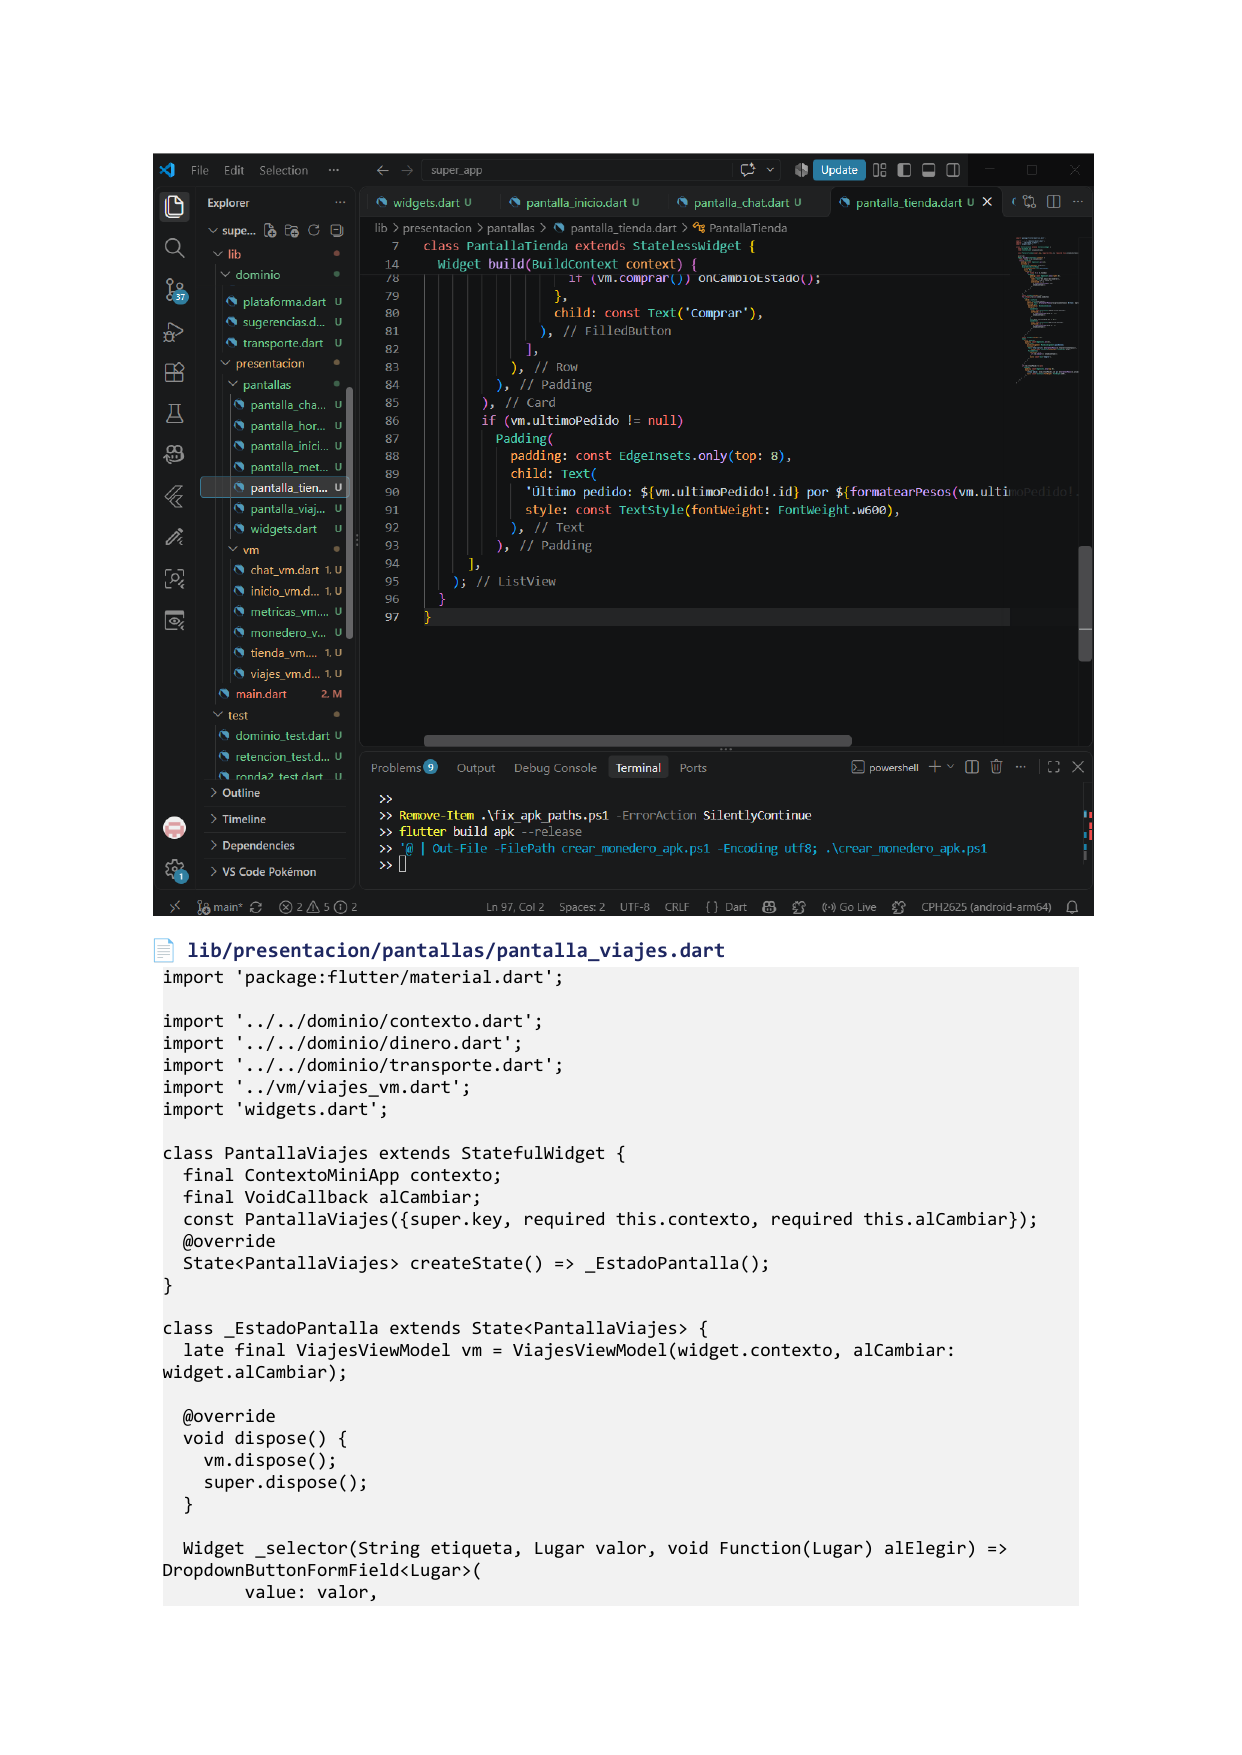 File Edit Selection ··· super_app Update
Explorer
supe...
lib
dominio
plataforma.dart U
sugerencias.d... U
transporte.dart U
presentacion
pantallas
pantalla_cha... U
pantalla_hor... U
pantalla_inici... U
pantalla_met... U
pantalla_tien... U
pantalla_viaj... U
widgets.dart U
vm
chat_vm.dart 1, U
inicio_vm.d... 1, U
metricas_vm.... U
monedero_v... U
tienda_vm.... 1, U
viajes_vm.d... 1, U
main.dart 2, M
test
dominio_test.dart U
retencion_test.d... U
ronda2_test.dart U
Outline
Timeline
Dependencies
VS Code Pokémon
37
1
widgets.dart U pantalla_inicio.dart U pantalla_chat.dart U pantalla_tienda.dart U
lib > presentacion > pantallas > pantalla_tienda.dart > PantallaTienda
7 class PantallaTienda extends StatelessWidget {
14 Widget build(BuildContext context) {
78 if (vm.comprar()) onCambioEstado();
79 },
80 child: const Text('Comprar'),
81 ), // FilledButton
82 ],
83 ), // Row
84 ), // Padding
85 ), // Card
86 if (vm.ultimoPedido != null)
87 Padding(
88 padding: const EdgeInsets.only(top: 8),
89 child: Text(
90 'Último pedido: ${vm.ultimoPedido!.id} por ${formatearPesos(vm.ultimoPedido!.
91 style: const TextStyle(fontWeight: FontWeight.w600),
92 ), // Text
93 ), // Padding
94 ],
95 ); // ListView
96 }
97 }
Problems 9 Output Debug Console Terminal Ports powershell
>>
>> Remove-Item .\fix_apk_paths.ps1 -ErrorAction SilentlyContinue
>> flutter build apk --release
>> '@ | Out-File -FilePath crear_monedero_apk.ps1 -Encoding utf8; .\crear_monedero_apk.ps1
>>
main* 2 5 2 Ln 97, Col 2 Spaces: 2 UTF-8 CRLF { } Dart Go Live CPH2625 (android-arm64)
lib/presentacion/pantallas/pantalla_viajes.dart
import 'package:flutter/material.dart';
import '../../dominio/contexto.dart';
import '../../dominio/dinero.dart';
import '../../dominio/transporte.dart';
import '../vm/viajes_vm.dart';
import 'widgets.dart';
class PantallaViajes extends StatefulWidget {
final ContextoMiniApp contexto;
final VoidCallback alCambiar;
const PantallaViajes({super.key, required this.contexto, required this.alCambiar});
@override
State<PantallaViajes> createState() => _EstadoPantalla();
}
class _EstadoPantalla extends State<PantallaViajes> {
late final ViajesViewModel vm = ViajesViewModel(widget.contexto, alCambiar:
widget.alCambiar);
@override
void dispose() {
vm.dispose();
super.dispose();
}
Widget _selector(String etiqueta, Lugar valor, void Function(Lugar) alElegir) =>
DropdownButtonFormField<Lugar>(
value: valor,